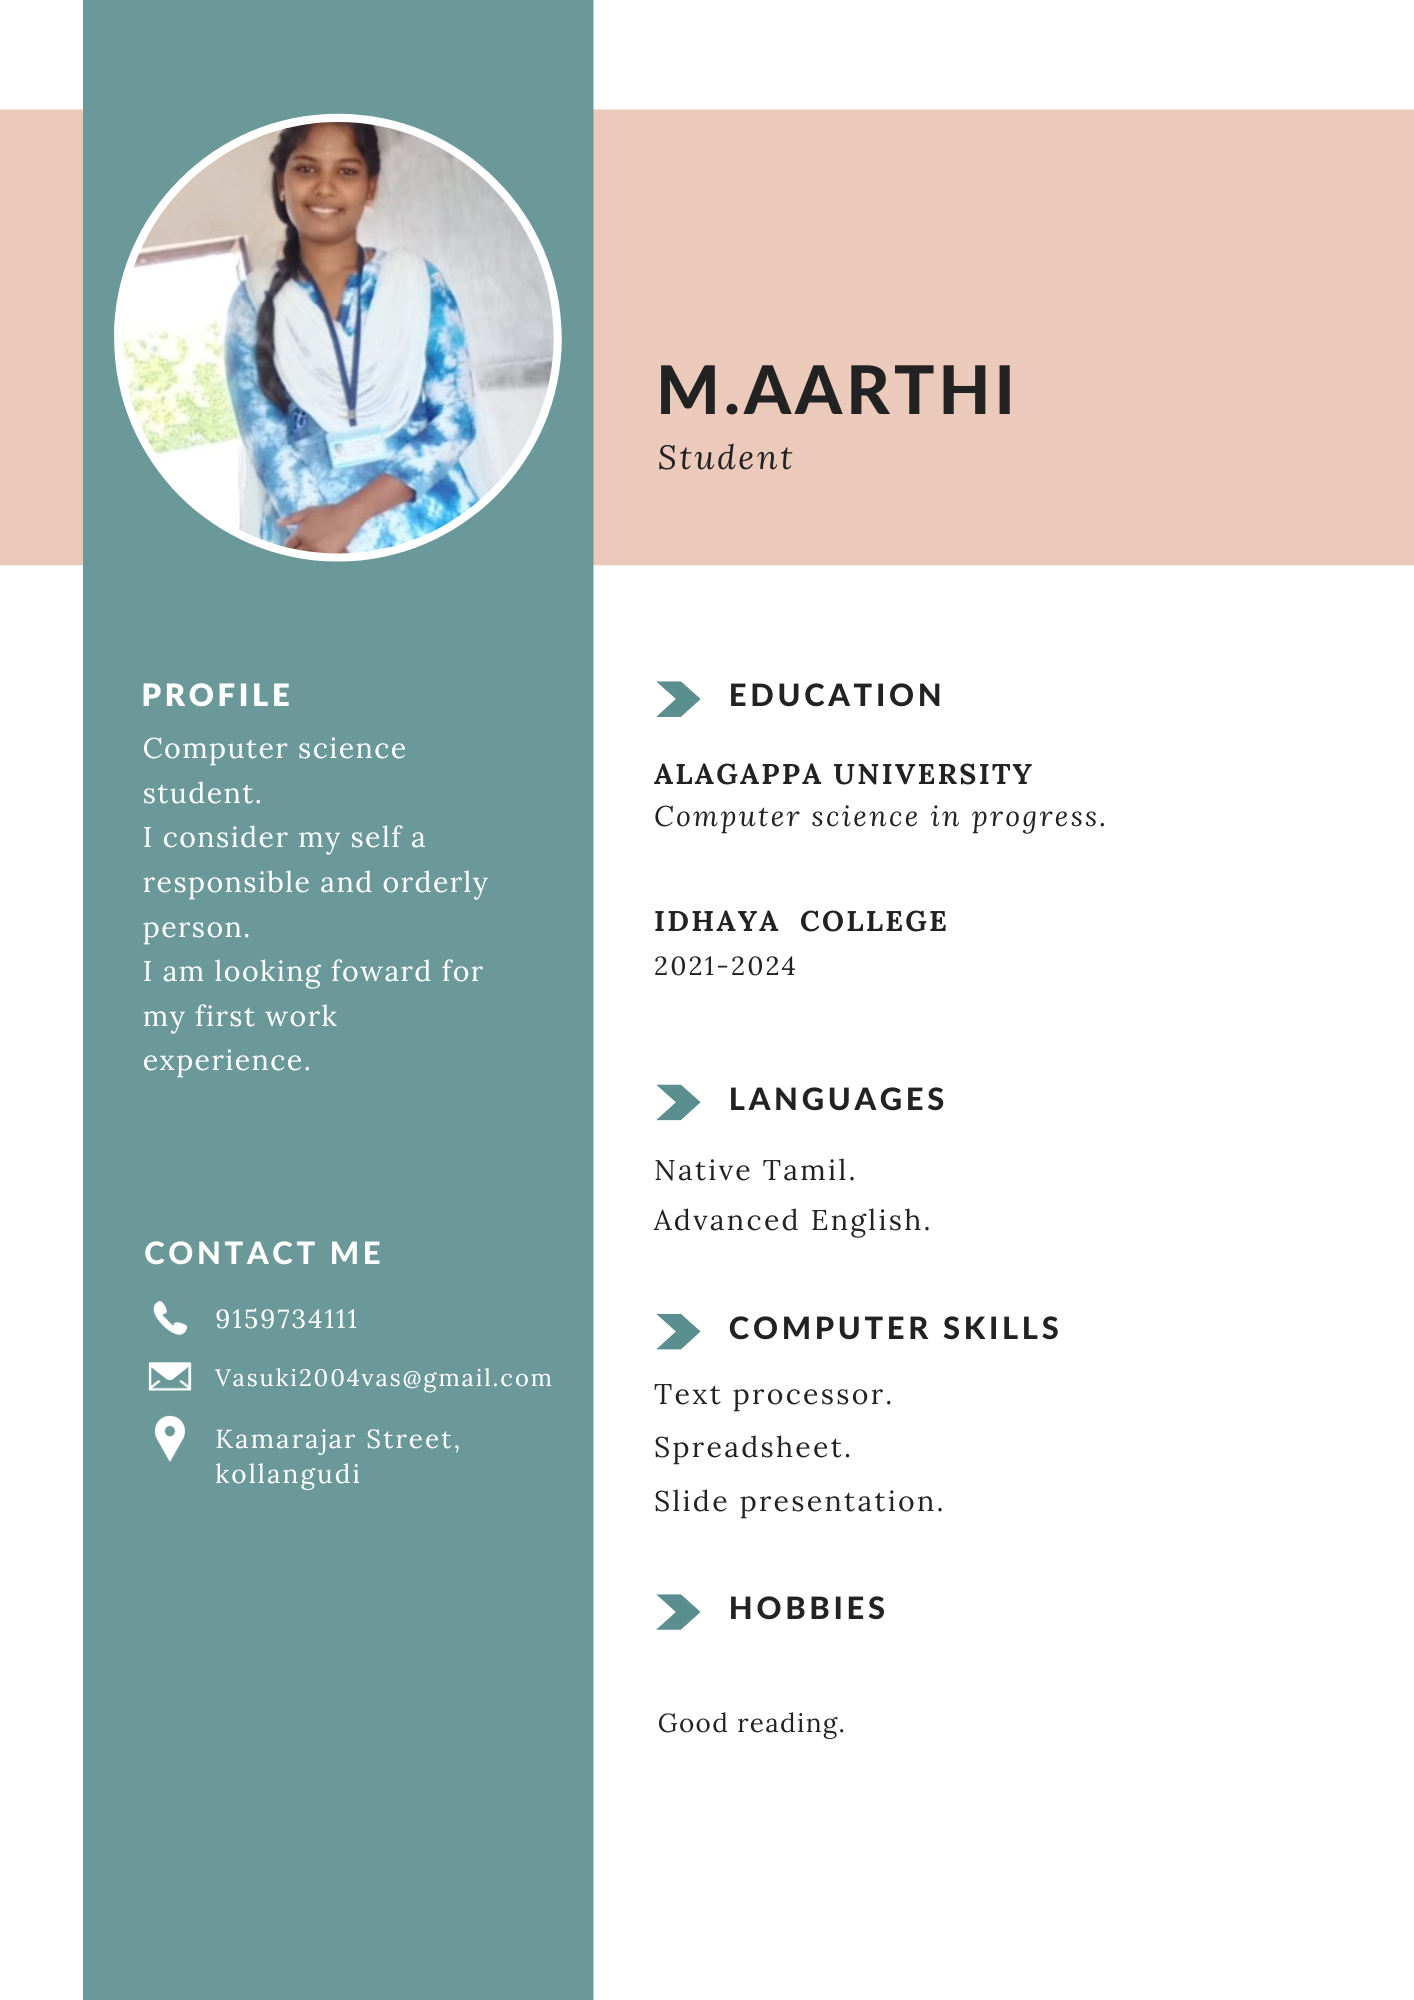 M.AARTHI
Student
PROFILE
Computer science
student.
I consider my self a
responsible and orderly
person.
I am looking foward for
my first work
experience.
CONTACT ME
9159734111
Vasuki2004vas@gmail.com
Kamarajar Street,
kollangudi
EDUCATION
ALAGAPPA UNIVERSITY
Computer science in progress.
IDHAYA  COLLEGE
2021-2024
LANGUAGES
Native Tamil.
Advanced English.
COMPUTER SKILLS
Text processor.
Spreadsheet.
Slide presentation.
HOBBIES
Good reading.